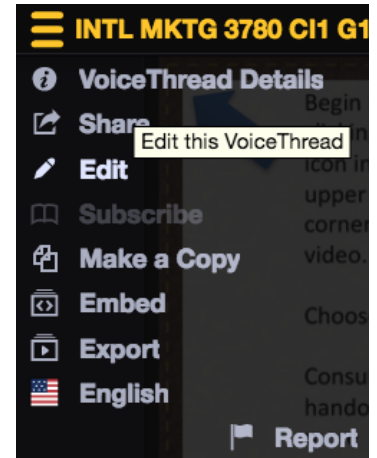 INTL MKTG 3780 CI1 G1
VoiceThread Details
Begin
Share
Edit this VoiceThread
Edit
icon in
upper
Subscribe
corner
Make a Copy
video.
Embed
Choos
Export
English
Consu
hando
Report